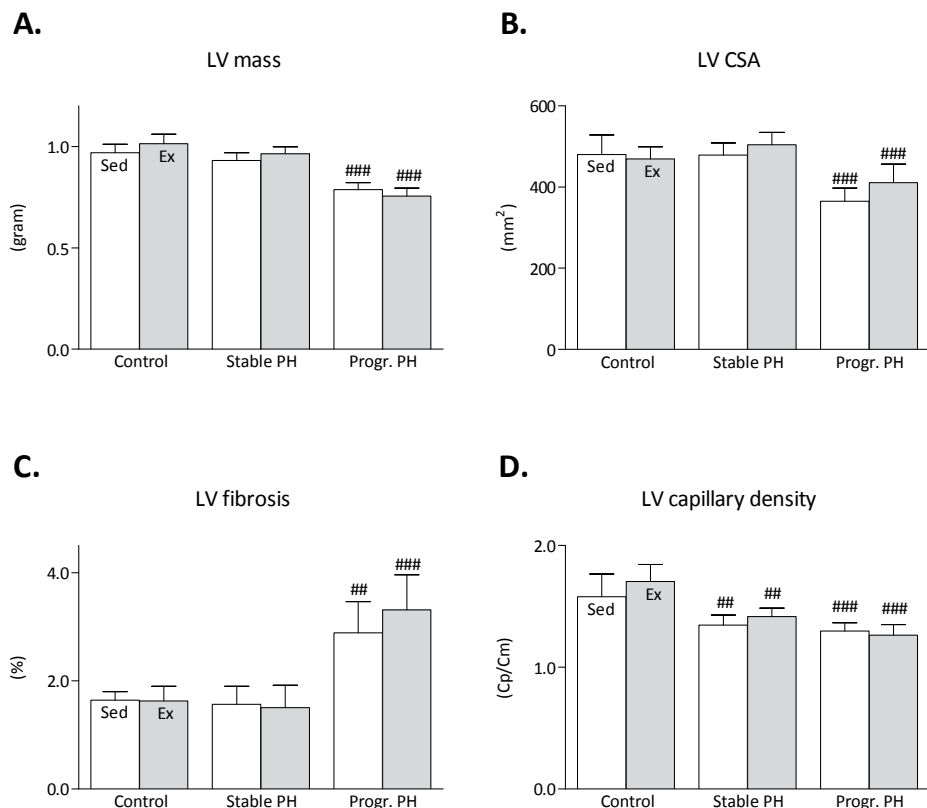 A.
LV mass
1.0
0.5
0.0
(gram)
Sed
Ex
###
###
Control
Stable PH
Progr. PH
B.
LV CSA
600
400
200
0
(mm²)
Sed
Ex
###
###
Control
Stable PH
Progr. PH
C.
LV fibrosis
4.0
2.0
0.0
(%)
Sed
Ex
##
###
Control
Stable PH
Progr. PH
D.
LV capillary density
2.0
1.0
0.0
(Cp/Cm)
Sed
Ex
##
##
###
###
Control
Stable PH
Progr. PH